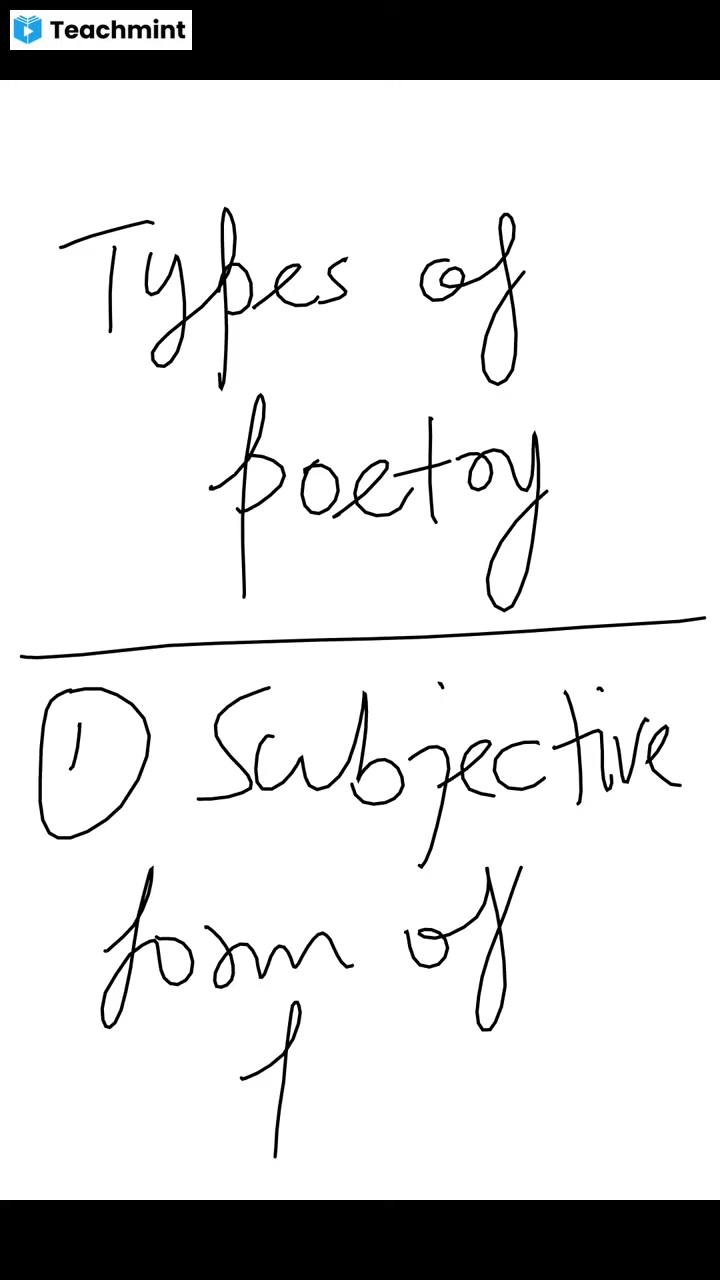 Teachmint
Types of
poetry
1 Subjective
form of